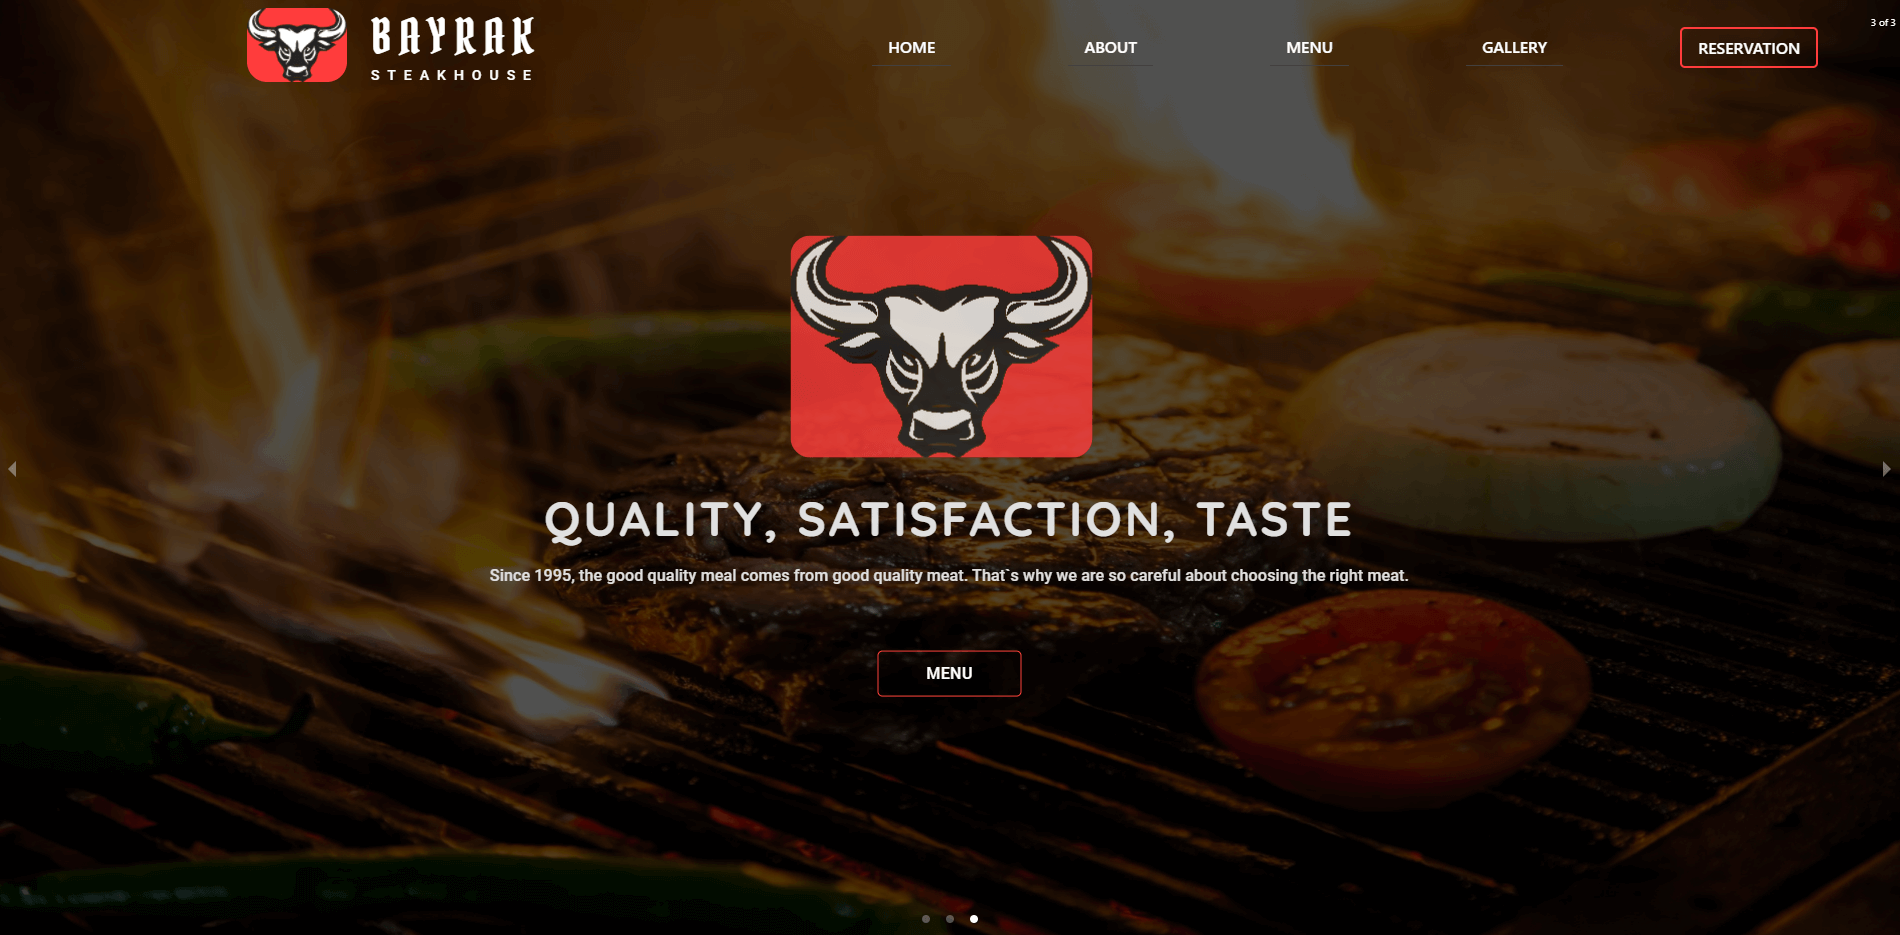 BAYRAK
STEAKHOUSE
HOME
ABOUT
MENU
GALLERY
RESERVATION
3 of 3
QUALITY, SATISFACTION, TASTE
Since 1995, the good quality meal comes from good quality meat. That`s why we are so careful about choosing the right meat.
MENU